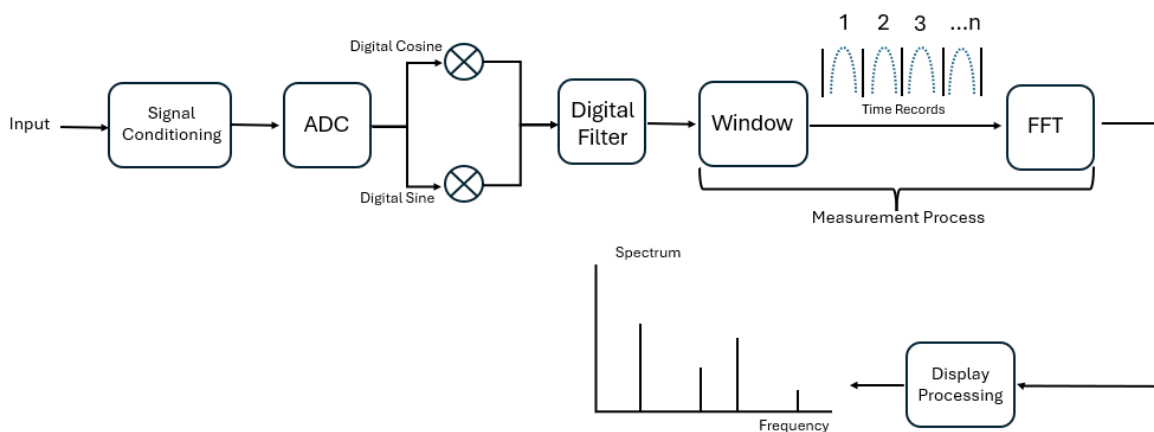 1 2 3 ...n
Digital Cosine
Input
Signal
Conditioning
ADC
Digital
Filter
Window
Time Records
FFT
Digital Sine
Measurement Process
Spectrum
Display
Processing
Frequency